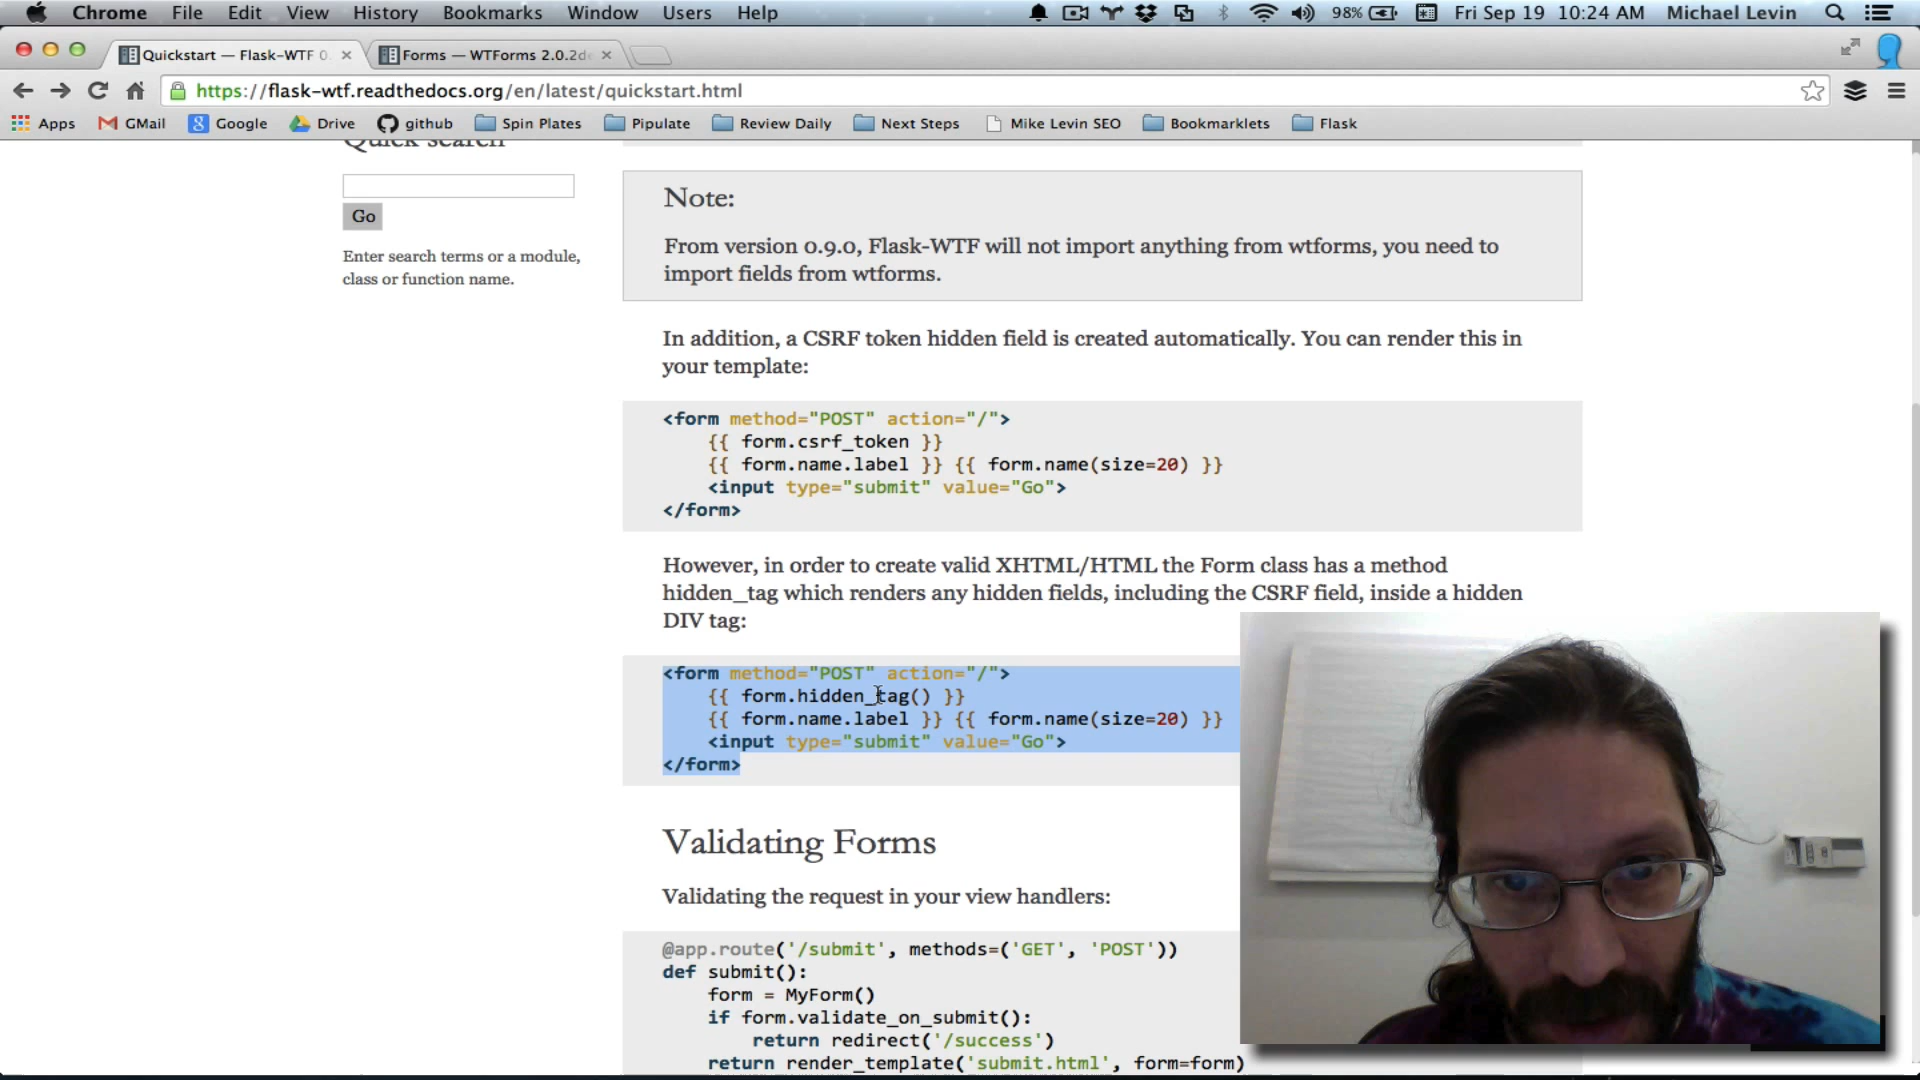 Chrome File Edit View History Bookmarks Window Users Help 98% Fri Sep 19 10:24 AM Michael Levin
Quickstart — Flask-WTF 0. Forms — WTForms 2.0.2de
https://flask-wtf.readthedocs.org/en/latest/quickstart.html
Apps GMail Google Drive github Spin Plates Pipulate Review Daily Next Steps Mike Levin SEO Bookmarklets Flask
Quick search
Go
Enter search terms or a module,
class or function name.
Note:
From version 0.9.0, Flask-WTF will not import anything from wtforms, you need to
import fields from wtforms.
In addition, a CSRF token hidden field is created automatically. You can render this in
your template:
<form method="POST" action="/">
{{ form.csrf_token }}
{{ form.name.label }} {{ form.name(size=20) }}
<input type="submit" value="Go">
</form>
However, in order to create valid XHTML/HTML the Form class has a method
hidden_tag which renders any hidden fields, including the CSRF field, inside a hidden
DIV tag:
<form method="POST" action="/">
{{ form.hidden_tag() }}
{{ form.name.label }} {{ form.name(size=20) }}
<input type="submit" value="Go">
</form>
Validating Forms
Validating the request in your view handlers:
@app.route('/submit', methods=('GET', 'POST'))
def submit():
form = MyForm()
if form.validate_on_submit():
return redirect('/success')
return render_template('submit.html', form=form)